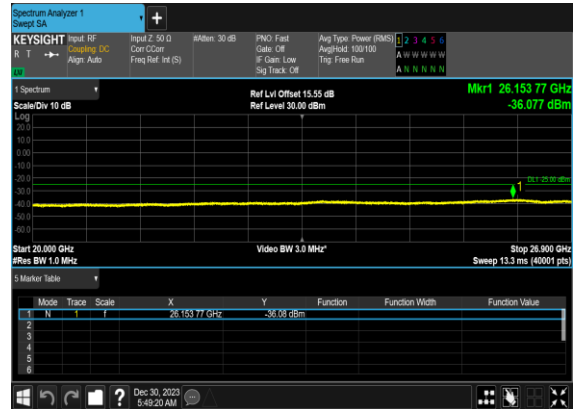 Spectrum Analyzer 1
Swept SA
KEYSIGHT Input: RF Input Z: 50 Ω #Atten: 30 dB PNO: Fast Avg Type: Power (RMS) 1 2 3 4 5 6
R T Coupling: DC Corr CCorr Gate: Off Avg|Hold: 100/100 A W W W W W
Align: Auto Freq Ref: Int (S) IF Gain: Low Trig: Free Run
Sig Track: Off A N N N N N
1 Spectrum Ref Lvl Offset 15.55 dB Mkr1 26.153 77 GHz
Scale/Div 10 dB Ref Level 30.00 dBm -36.077 dBm
Log
20.0
10.0
0.00
-10.0
-20.0
DL1 -25.00 dBm
1
-30.0
-40.0
-50.0
-60.0
Start 20.000 GHz Video BW 3.0 MHz* Stop 26.900 GHz
#Res BW 1.0 MHz Sweep 13.3 ms (40001 pts)
5 Marker Table
Mode Trace Scale X Y Function Function Width Function Value
1 N 1 f 26.153 77 GHz -36.08 dBm
2
3
4
5
6
Dec 30, 2023
5:49:20 AM